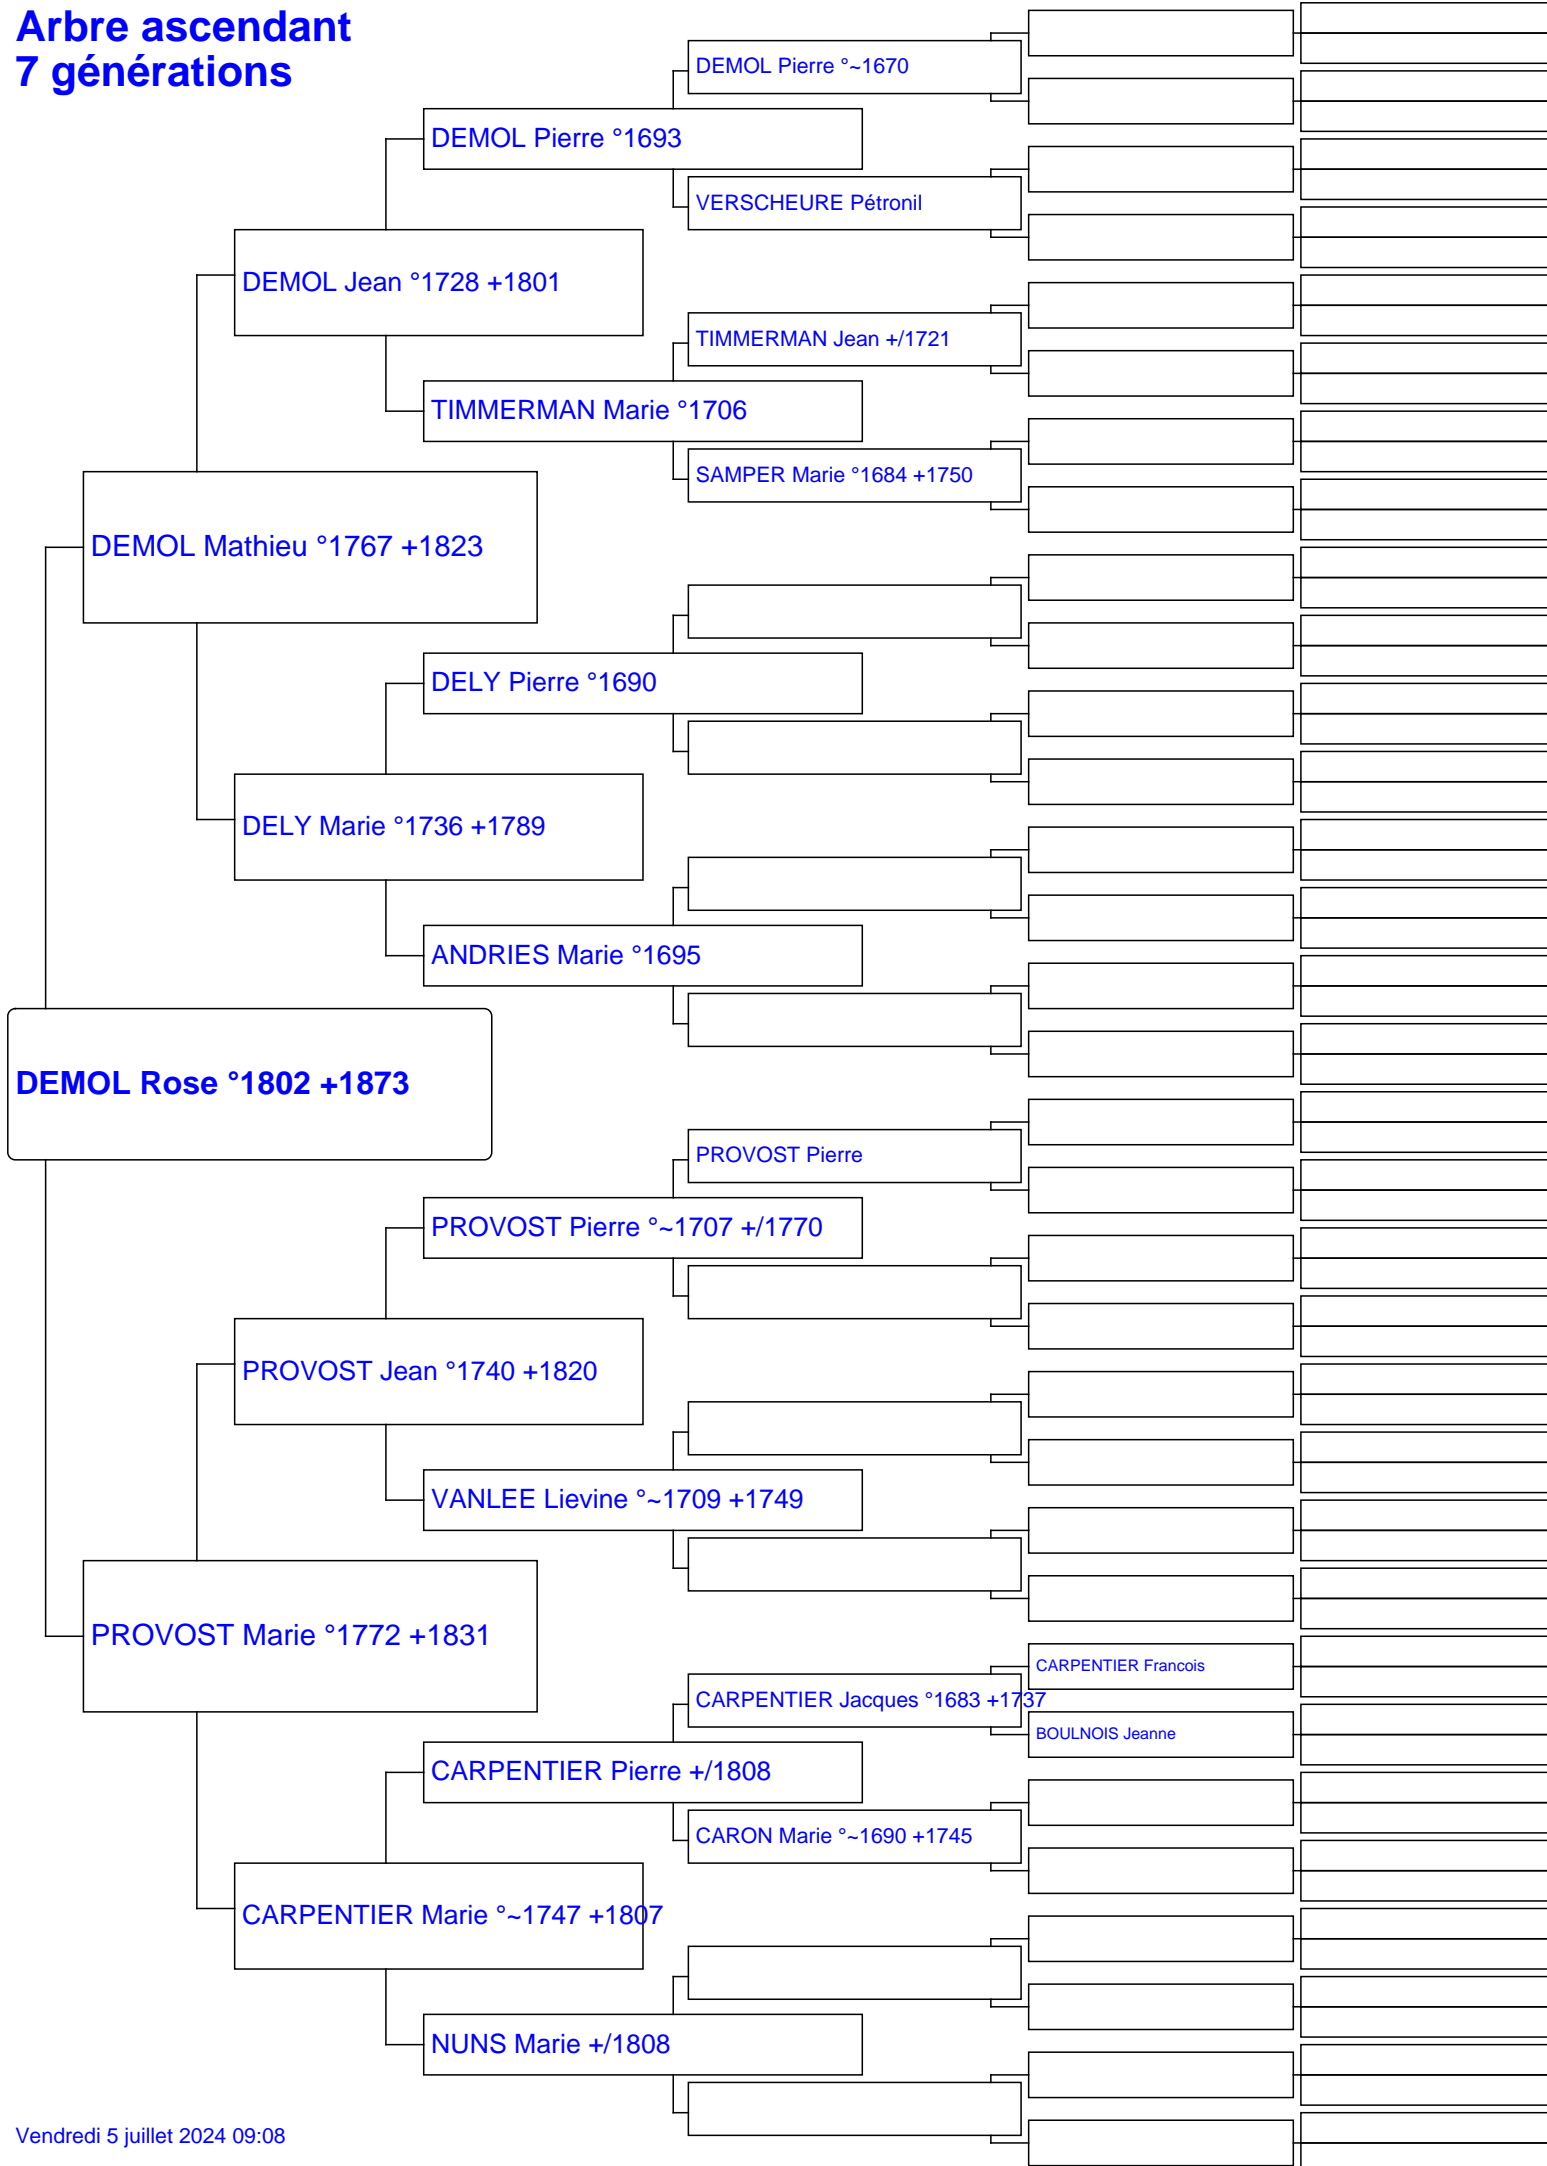 Arbre ascendant
7 générations
DEMOL Pierre °~1670
DEMOL Pierre °1693
VERSCHEURE Pétronil
DEMOL Jean °1728 +1801
TIMMERMAN Jean +/1721
TIMMERMAN Marie °1706
SAMPER Marie °1684 +1750
DEMOL Mathieu °1767 +1823
DELY Pierre °1690
DELY Marie °1736 +1789
ANDRIES Marie °1695
DEMOL Rose °1802 +1873
PROVOST Pierre
PROVOST Pierre °~1707 +/1770
PROVOST Jean °1740 +1820
VANLEE Lievine °~1709 +1749
PROVOST Marie °1772 +1831
CARPENTIER Francois
CARPENTIER Jacques °1683 +1737
BOULNOIS Jeanne
CARPENTIER Pierre +/1808
CARON Marie °~1690 +1745
CARPENTIER Marie °~1747 +1807
NUNS Marie +/1808
Vendredi 5 juillet 2024 09:08